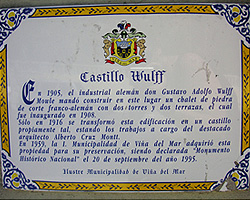 Castillo Wulff
En 1905, el industrial alemán don Gustavo Adolfo Wulff
Moule mandó construir en este lugar un chalet de piedra
de corte franco-alemán con dos torres y dos terrazas, el cual
fue inaugurado en 1908.
Sólo en 1916 se transformó esta edificación en un castillo
propiamente tal, estando los trabajos a cargo del destacado
arquitecto Alberto Cruz Montt.
En 1959, la I. Municipalidad de Viña del Mar adquirió esta
propiedad para su preservación, siendo declarada "Monumento
Histórico Nacional" el 20 de septiembre del año 1995.
Ilustre Municipalidad de Viña del Mar